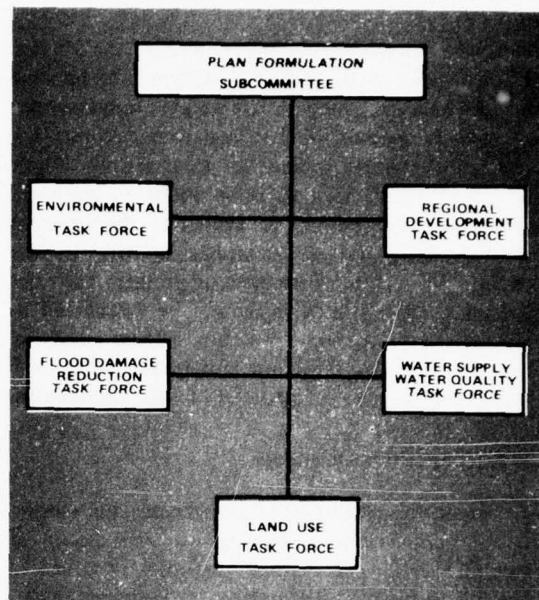 PLAN FORMULATION
SUBCOMMITTEE
ENVIRONMENTAL
TASK FORCE
REGIONAL
DEVELOPMENT
TASK FORCE
FLOOD DAMAGE
REDUCTION
TASK FORCE
WATER SUPPLY
WATER QUALITY
TASK FORCE
LAND USE
TASK FORCE